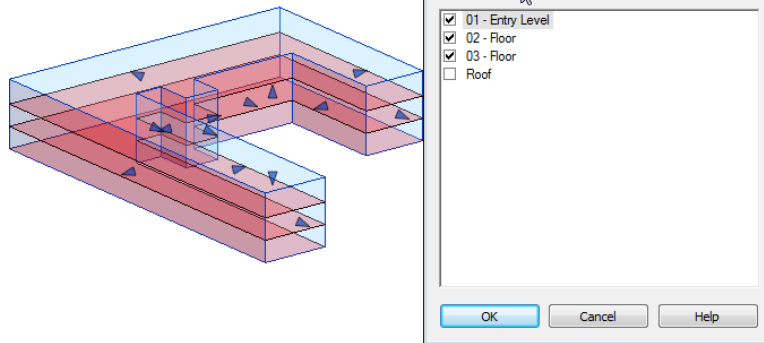 01 - Entry Level
02 - Floor
03 - Floor
Roof
OK
Cancel
Help